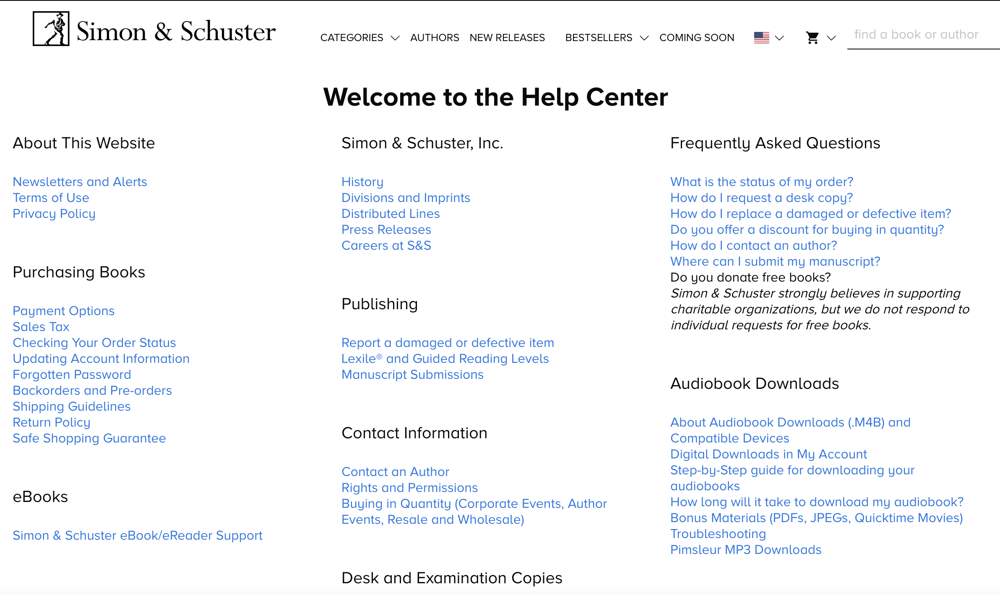 Simon & Schuster
CATEGORIES AUTHORS NEW RELEASES BESTSELLERS COMING SOON find a book or author
Welcome to the Help Center
About This Website
Newsletters and Alerts
Terms of Use
Privacy Policy
Purchasing Books
Payment Options
Sales Tax
Checking Your Order Status
Updating Account Information
Forgotten Password
Backorders and Pre-orders
Shipping Guidelines
Return Policy
Safe Shopping Guarantee
eBooks
Simon & Schuster eBook/eReader Support
Simon & Schuster, Inc.
History
Divisions and Imprints
Distributed Lines
Press Releases
Careers at S&S
Publishing
Report a damaged or defective item
Lexile® and Guided Reading Levels
Manuscript Submissions
Contact Information
Contact an Author
Rights and Permissions
Buying in Quantity (Corporate Events, Author
Events, Resale and Wholesale)
Desk and Examination Copies
Frequently Asked Questions
What is the status of my order?
How do I request a desk copy?
How do I replace a damaged or defective item?
Do you offer a discount for buying in quantity?
How do I contact an author?
Where can I submit my manuscript?
Do you donate free books?
Simon & Schuster strongly believes in supporting
charitable organizations, but we do not respond to
individual requests for free books.
Audiobook Downloads
About Audiobook Downloads (.M4B) and
Compatible Devices
Digital Downloads in My Account
Step-by-Step guide for downloading your
audiobooks
How long will it take to download my audiobook?
Bonus Materials (PDFs, JPEGs, Quicktime Movies)
Troubleshooting
Pimsleur MP3 Downloads